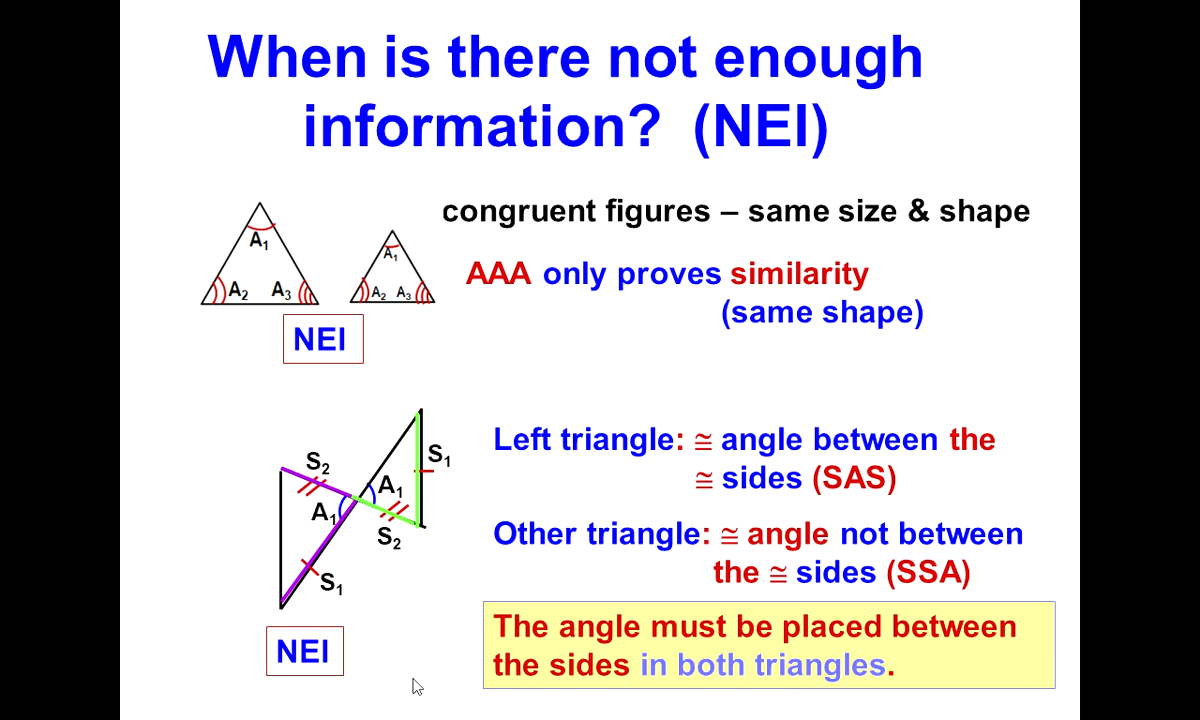 When is there not enough
information? (NEI)
congruent figures – same size & shape
A₁
A₁
AAA only proves similarity
A₂ A₃
A₂ A₃
(same shape)
NEI
Left triangle: ≅ angle between the
≅ sides (SAS)
S₂
S₁
A₁
A₁
S₂
S₁
Other triangle: ≅ angle not between
the ≅ sides (SSA)
The angle must be placed between
the sides in both triangles.
NEI